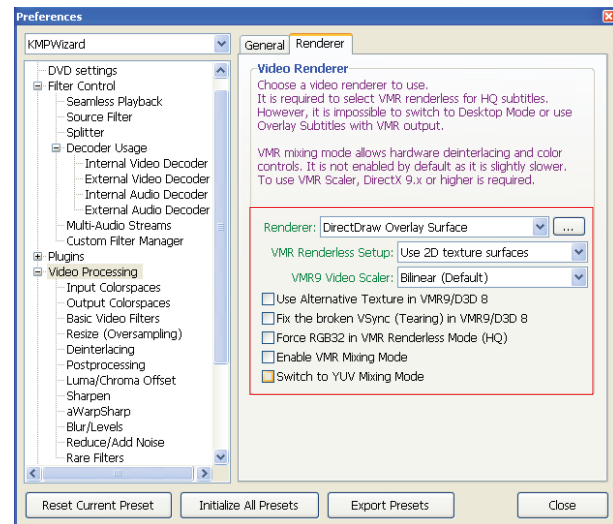 Preferences
KMPWizard
DVD settings
Filter Control
Seamless Playback
Source Filter
Splitter
Decoder Usage
Internal Video Decoder
External Video Decoder
Internal Audio Decoder
External Audio Decoder
Multi-Audio Streams
Custom Filter Manager
Plugins
Video Processing
Input Colorspaces
Output Colorspaces
Basic Video Filters
Resize (Oversampling)
Deinterlacing
Postprocessing
Luma/Chroma Offset
Sharpen
aWarpSharp
Blur/Levels
Reduce/Add Noise
Rare Filters
General Renderer
Video Renderer
Choose a video renderer to use.
It is required to select VMR renderless for HQ subtitles.
However, it is impossible to switch to Desktop Mode or use
Overlay Subtitles with VMR output.
VMR mixing mode allows hardware deinterlacing and color
controls. It is not enabled by default as it is slightly slower.
To use VMR Scaler, DirectX 9.x or higher is required.
Renderer: DirectDraw Overlay Surface ...
VMR Renderless Setup: Use 2D texture surfaces
VMR9 Video Scaler: Bilinear (Default)
Use Alternative Texture in VMR9/D3D 8
Fix the broken VSync (Tearing) in VMR9/D3D 8
Force RGB32 in VMR Renderless Mode (HQ)
Enable VMR Mixing Mode
Switch to YUV Mixing Mode
Reset Current Preset Initialize All Presets Export Presets Close